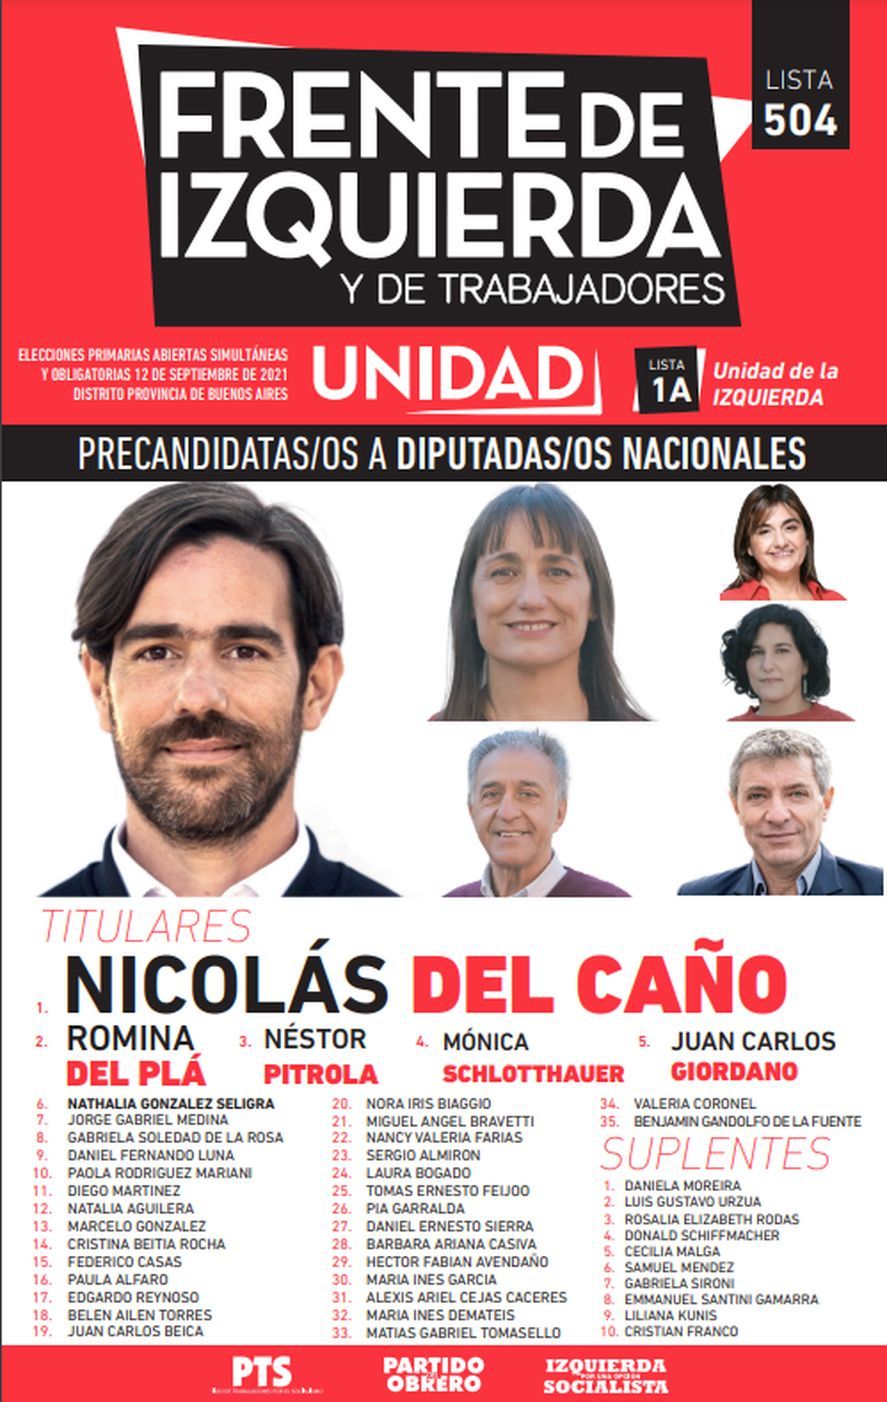 FRENTE DE
IZQUIERDA
Y DE TRABAJADORES
LISTA
504
ELECCIONES PRIMARIAS ABIERTAS SIMULTÁNEAS
Y OBLIGATORIAS 12 DE SEPTIEMBRE DE 2021
DISTRITO PROVINCIA DE BUENOS AIRES
UNIDAD
LISTA
1A
Unidad de la
IZQUIERDA
PRECANDIDATAS/OS A DIPUTADAS/OS NACIONALES
TITULARES
1. NICOLÁS DEL CAÑO
2. ROMINA
DEL PLÁ
3. NÉSTOR
PITROLA
4. MÓNICA
SCHLOTTHAUER
5. JUAN CARLOS
GIORDANO
6. NATHALIA GONZALEZ SELIGRA
7. JORGE GABRIEL MEDINA
8. GABRIELA SOLEDAD DE LA ROSA
9. DANIEL FERNANDO LUNA
10. PAOLA RODRIGUEZ MARIANI
11. DIEGO MARTINEZ
12. NATALIA AGUILERA
13. MARCELO GONZALEZ
14. CRISTINA BEITIA ROCHA
15. FEDERICO CASAS
16. PAULA ALFARO
17. EDGARDO REYNOSO
18. BELEN AILEN TORRES
19. JUAN CARLOS BEICA
20. NORA IRIS BIAGGIO
21. MIGUEL ANGEL BRAVETTI
22. NANCY VALERIA FARIAS
23. SERGIO ALMIRON
24. LAURA BOGADO
25. TOMAS ERNESTO FEIJOO
26. PIA GARRALDA
27. DANIEL ERNESTO SIERRA
28. BARBARA ARIANA CASIVA
29. HECTOR FABIAN AVENDAÑO
30. MARIA INES GARCIA
31. ALEXIS ARIEL CEJAS CACERES
32. MARIA INES DEMATEIS
33. MATIAS GABRIEL TOMASELLO
34. VALERIA CORONEL
35. BENJAMIN GANDOLFO DE LA FUENTE
SUPLENTES
1. DANIELA MOREIRA
2. LUIS GUSTAVO URZUA
3. ROSALIA ELIZABETH RODAS
4. DONALD SCHIFFMACHER
5. CECILIA MALGA
6. SAMUEL MENDEZ
7. GABRIELA SIRONI
8. EMMANUEL SANTINI GAMARRA
9. LILIANA KUNIS
10. CRISTIAN FRANCO
PTS
PARTIDO
OBRERO
IZQUIERDA
POR UNA OPCIÓN
SOCIALISTA